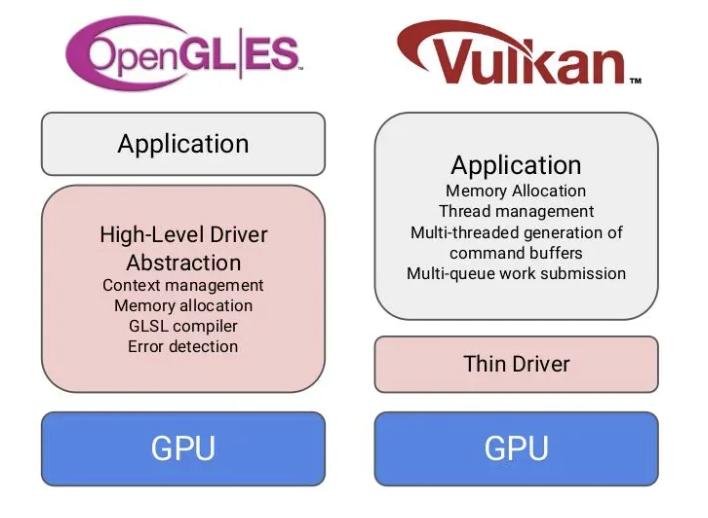 OpenGL|ES™
Vulkan™
Application
High-Level Driver
Abstraction
Context management
Memory allocation
GLSL compiler
Error detection
GPU
Application
Memory Allocation
Thread management
Multi-threaded generation of
command buffers
Multi-queue work submission
Thin Driver
GPU